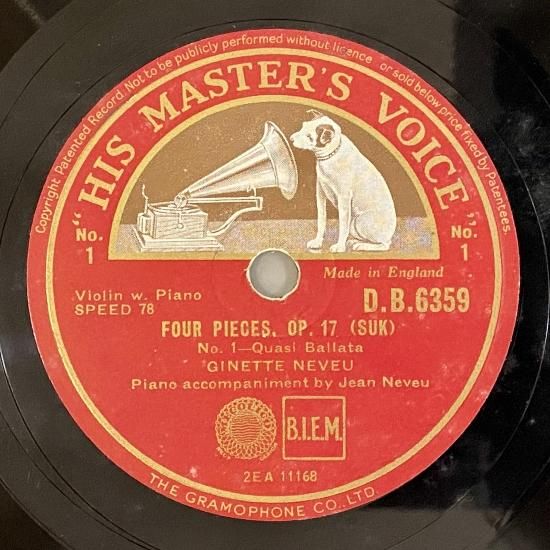 Copyright. Patented Record. Not to be publicly performed without licence or sold below price fixed by Patentees.
"HIS MASTER'S VOICE"
No. 1
No. 1
Made in England
Violin w. Piano
SPEED 78
D.B.6359
FOUR PIECES. OP. 17 (SUK)
No. 1—Quasi Ballata
GINETTE NEVEU
Piano accompaniment by Jean Neveu
B.I.E.M.
2EA 11168
THE GRAMOPHONE CO., LTD.